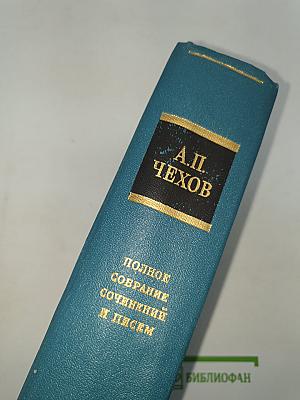 А.П.
ЧЕХОВ
ПОЛНОЕ
СОБРАНИЕ
СОЧИНЕНИЙ
И ПИСЕМ
БИБЛИОФАН